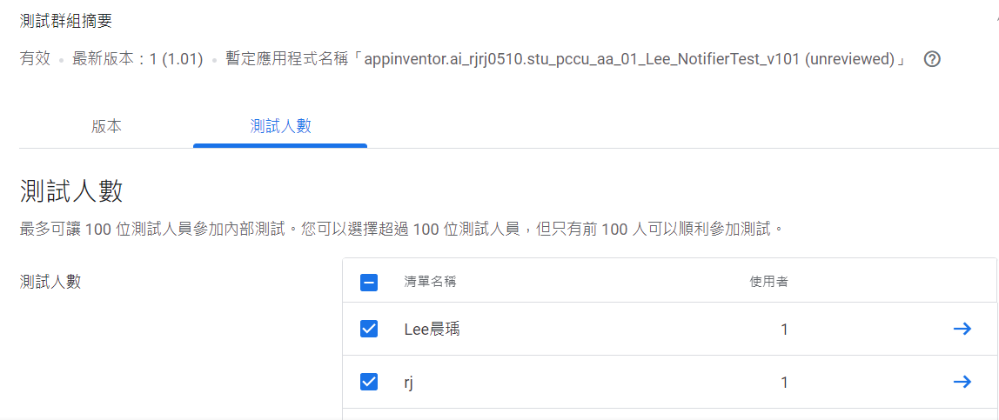 測試群組摘要
有效 • 最新版本：1 (1.01) • 暫定應用程式名稱「appinventor.ai_rjrj0510.stu_pccu_aa_01_Lee_NotifierTest_v101 (unreviewed)」
版本 測試人數
測試人數
最多可讓 100 位測試人員參加內部測試。您可以選擇超過 100 位測試人員，但只有前 100 人可以順利參加測試。
測試人數
清單名稱 使用者
Lee晨瑀 1
rj 1